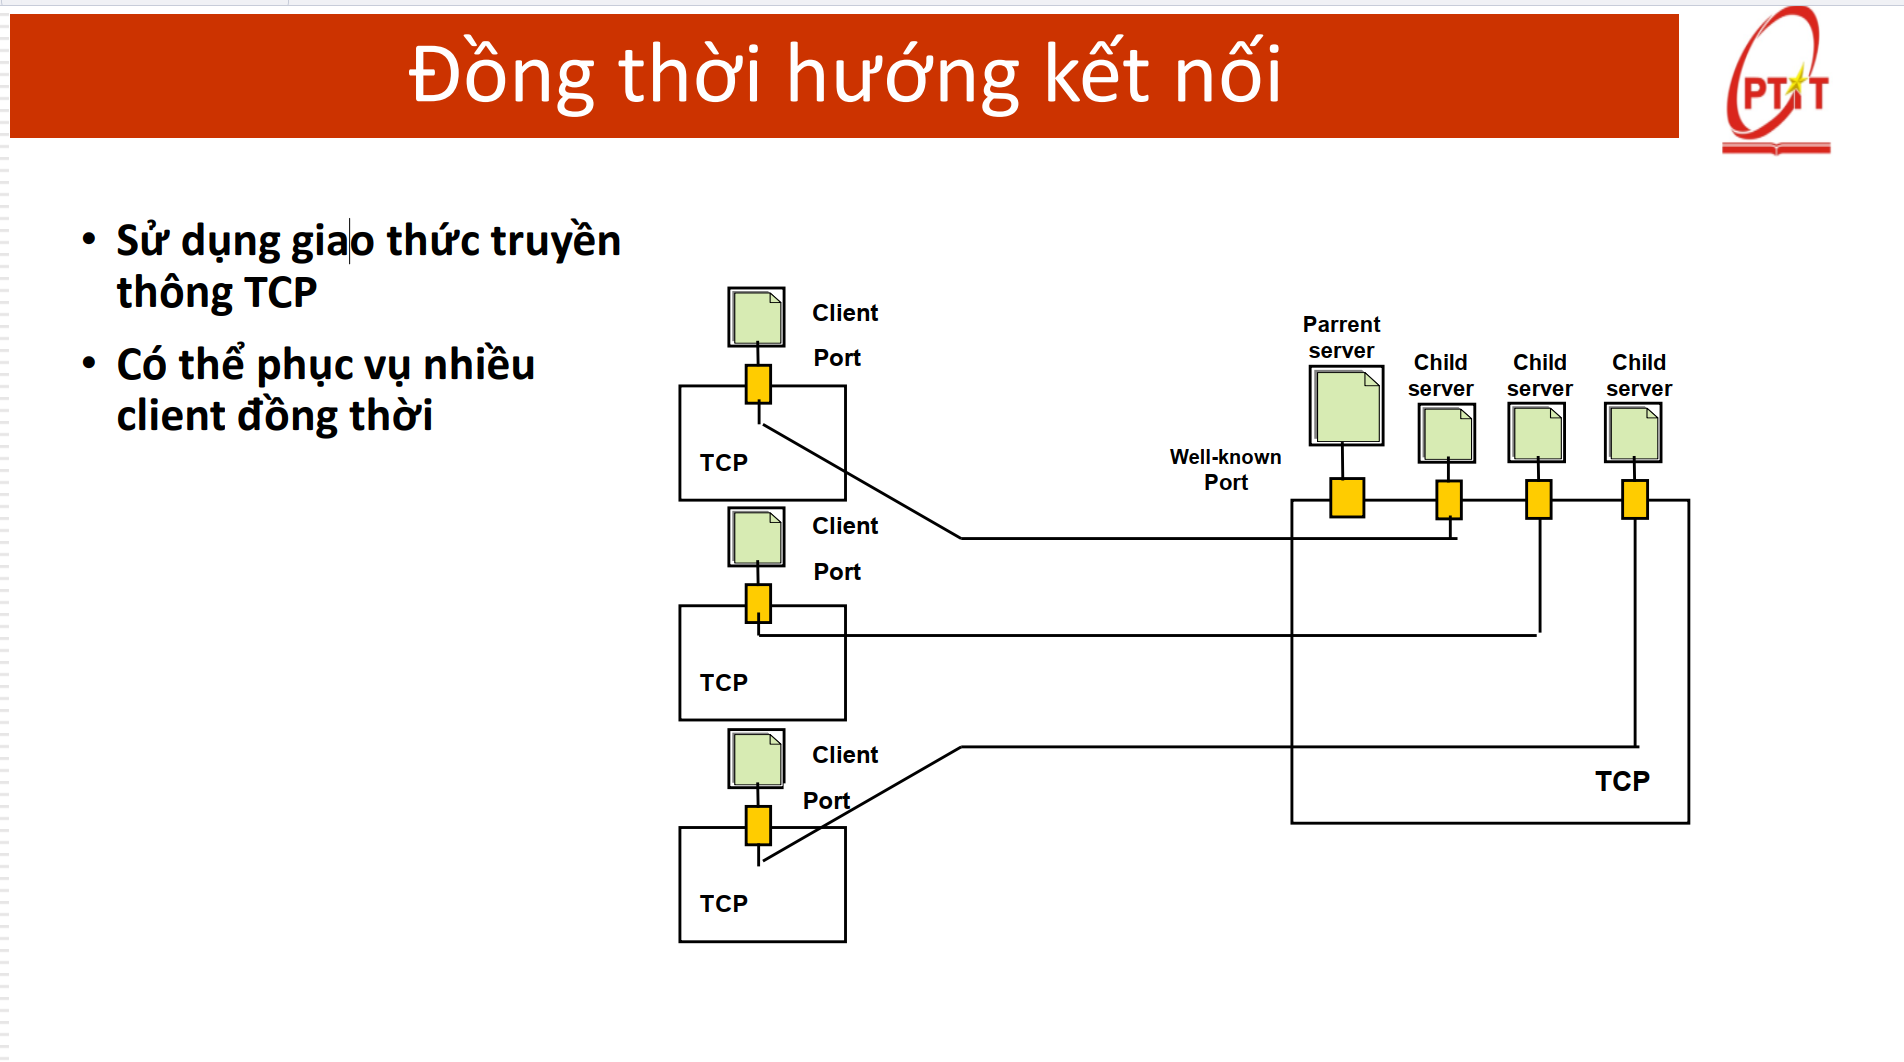 Đồng thời hướng kết nối
PTIT
• Sử dụng giao thức truyền
thông TCP
• Có thể phục vụ nhiều
client đồng thời
Client
Port
TCP
Client
Port
TCP
Client
Port
TCP
Parrent
server
Child
server
Child
server
Child
server
Well-known
Port
TCP